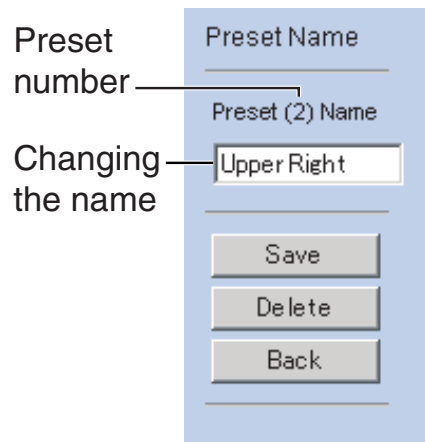 Preset
number
Changing
the name
Preset Name
Preset (2) Name
Upper Right
Save
Delete
Back